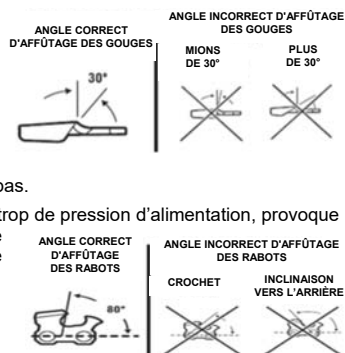 ANGLE CORRECT
D'AFFÛTAGE DES GOUGES
ANGLE INCORRECT D'AFFÛTAGE
DES GOUGES
MIONS
DE 30°
PLUS
DE 30°
30°
pas.
trop de pression d'alimentation, provoque
ANGLE CORRECT
D'AFFÛTAGE
DES RABOTS
ANGLE INCORRECT D'AFFÛTAGE
DES RABOTS
CROCHET
INCLINAISON
VERS L'ARRIÈRE
80°